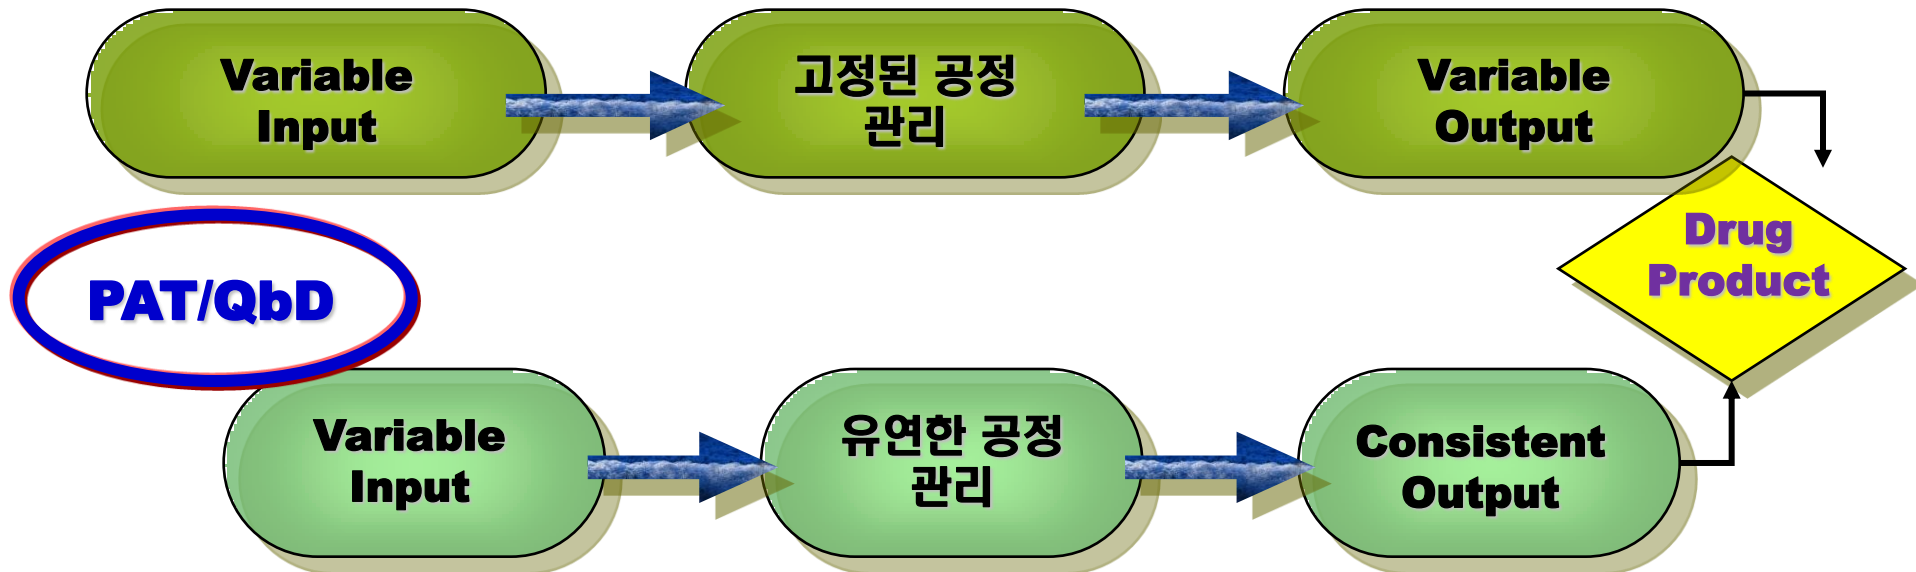 Variable
Input
고정된 공정
관리
Variable
Output
Drug
Product
PAT/QbD
Variable
Input
유연한 공정
관리
Consistent
Output